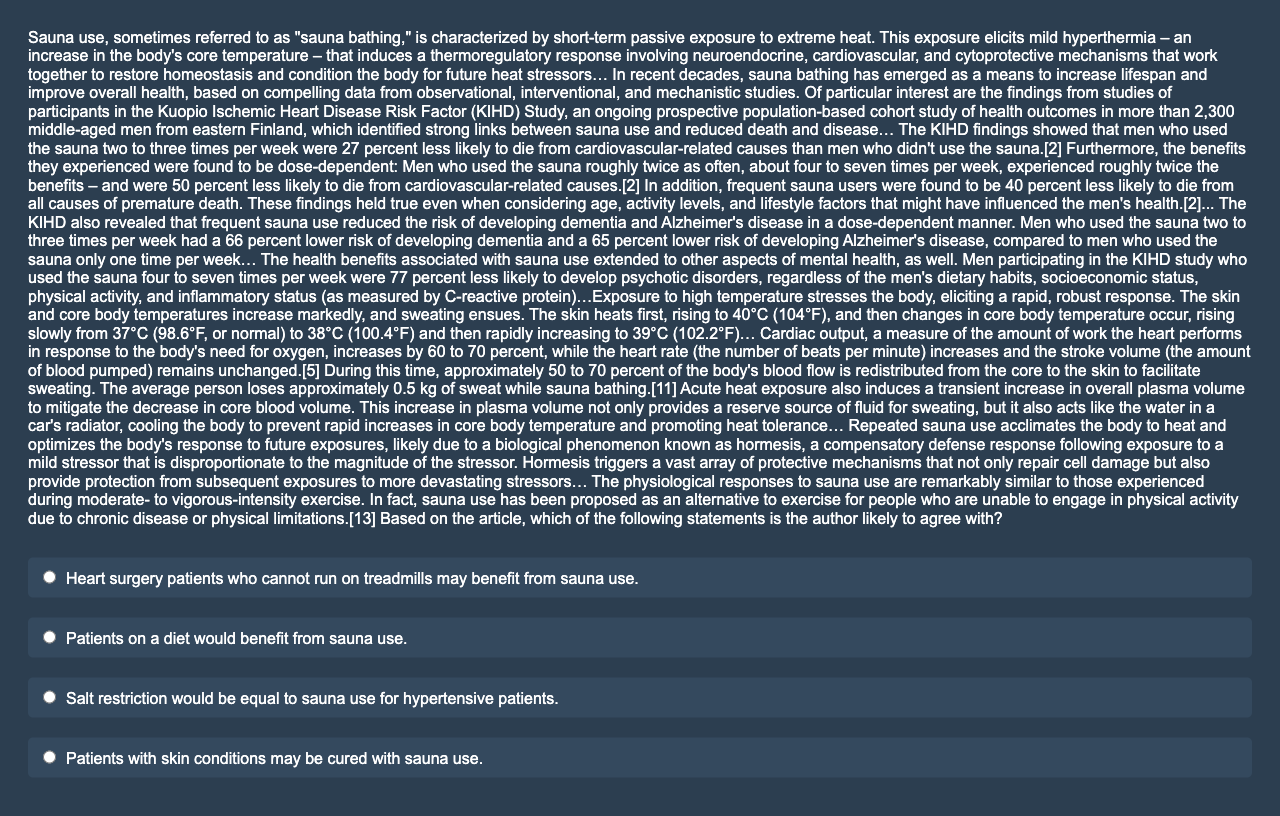 Sauna use, sometimes referred to as "sauna bathing," is characterized by short-term passive exposure to extreme heat. This exposure elicits mild hyperthermia – an
increase in the body's core temperature – that induces a thermoregulatory response involving neuroendocrine, cardiovascular, and cytoprotective mechanisms that work
together to restore homeostasis and condition the body for future heat stressors… In recent decades, sauna bathing has emerged as a means to increase lifespan and
improve overall health, based on compelling data from observational, interventional, and mechanistic studies. Of particular interest are the findings from studies of
participants in the Kuopio Ischemic Heart Disease Risk Factor (KIHD) Study, an ongoing prospective population-based cohort study of health outcomes in more than 2,300
middle-aged men from eastern Finland, which identified strong links between sauna use and reduced death and disease… The KIHD findings showed that men who used
the sauna two to three times per week were 27 percent less likely to die from cardiovascular-related causes than men who didn't use the sauna.[2] Furthermore, the benefits
they experienced were found to be dose-dependent: Men who used the sauna roughly twice as often, about four to seven times per week, experienced roughly twice the
benefits – and were 50 percent less likely to die from cardiovascular-related causes.[2] In addition, frequent sauna users were found to be 40 percent less likely to die from
all causes of premature death. These findings held true even when considering age, activity levels, and lifestyle factors that might have influenced the men's health.[2]... The
KIHD also revealed that frequent sauna use reduced the risk of developing dementia and Alzheimer's disease in a dose-dependent manner. Men who used the sauna two to
three times per week had a 66 percent lower risk of developing dementia and a 65 percent lower risk of developing Alzheimer's disease, compared to men who used the
sauna only one time per week… The health benefits associated with sauna use extended to other aspects of mental health, as well. Men participating in the KIHD study who
used the sauna four to seven times per week were 77 percent less likely to develop psychotic disorders, regardless of the men's dietary habits, socioeconomic status,
physical activity, and inflammatory status (as measured by C-reactive protein)…Exposure to high temperature stresses the body, eliciting a rapid, robust response. The skin
and core body temperatures increase markedly, and sweating ensues. The skin heats first, rising to 40°C (104°F), and then changes in core body temperature occur, rising
slowly from 37°C (98.6°F, or normal) to 38°C (100.4°F) and then rapidly increasing to 39°C (102.2°F)… Cardiac output, a measure of the amount of work the heart performs
in response to the body's need for oxygen, increases by 60 to 70 percent, while the heart rate (the number of beats per minute) increases and the stroke volume (the amount
of blood pumped) remains unchanged.[5] During this time, approximately 50 to 70 percent of the body's blood flow is redistributed from the core to the skin to facilitate
sweating. The average person loses approximately 0.5 kg of sweat while sauna bathing.[11] Acute heat exposure also induces a transient increase in overall plasma volume
to mitigate the decrease in core blood volume. This increase in plasma volume not only provides a reserve source of fluid for sweating, but it also acts like the water in a
car's radiator, cooling the body to prevent rapid increases in core body temperature and promoting heat tolerance… Repeated sauna use acclimates the body to heat and
optimizes the body's response to future exposures, likely due to a biological phenomenon known as hormesis, a compensatory defense response following exposure to a
mild stressor that is disproportionate to the magnitude of the stressor. Hormesis triggers a vast array of protective mechanisms that not only repair cell damage but also
provide protection from subsequent exposures to more devastating stressors… The physiological responses to sauna use are remarkably similar to those experienced
during moderate- to vigorous-intensity exercise. In fact, sauna use has been proposed as an alternative to exercise for people who are unable to engage in physical activity
due to chronic disease or physical limitations.[13] Based on the article, which of the following statements is the author likely to agree with?
Heart surgery patients who cannot run on treadmills may benefit from sauna use.
Patients on a diet would benefit from sauna use.
Salt restriction would be equal to sauna use for hypertensive patients.
Patients with skin conditions may be cured with sauna use.